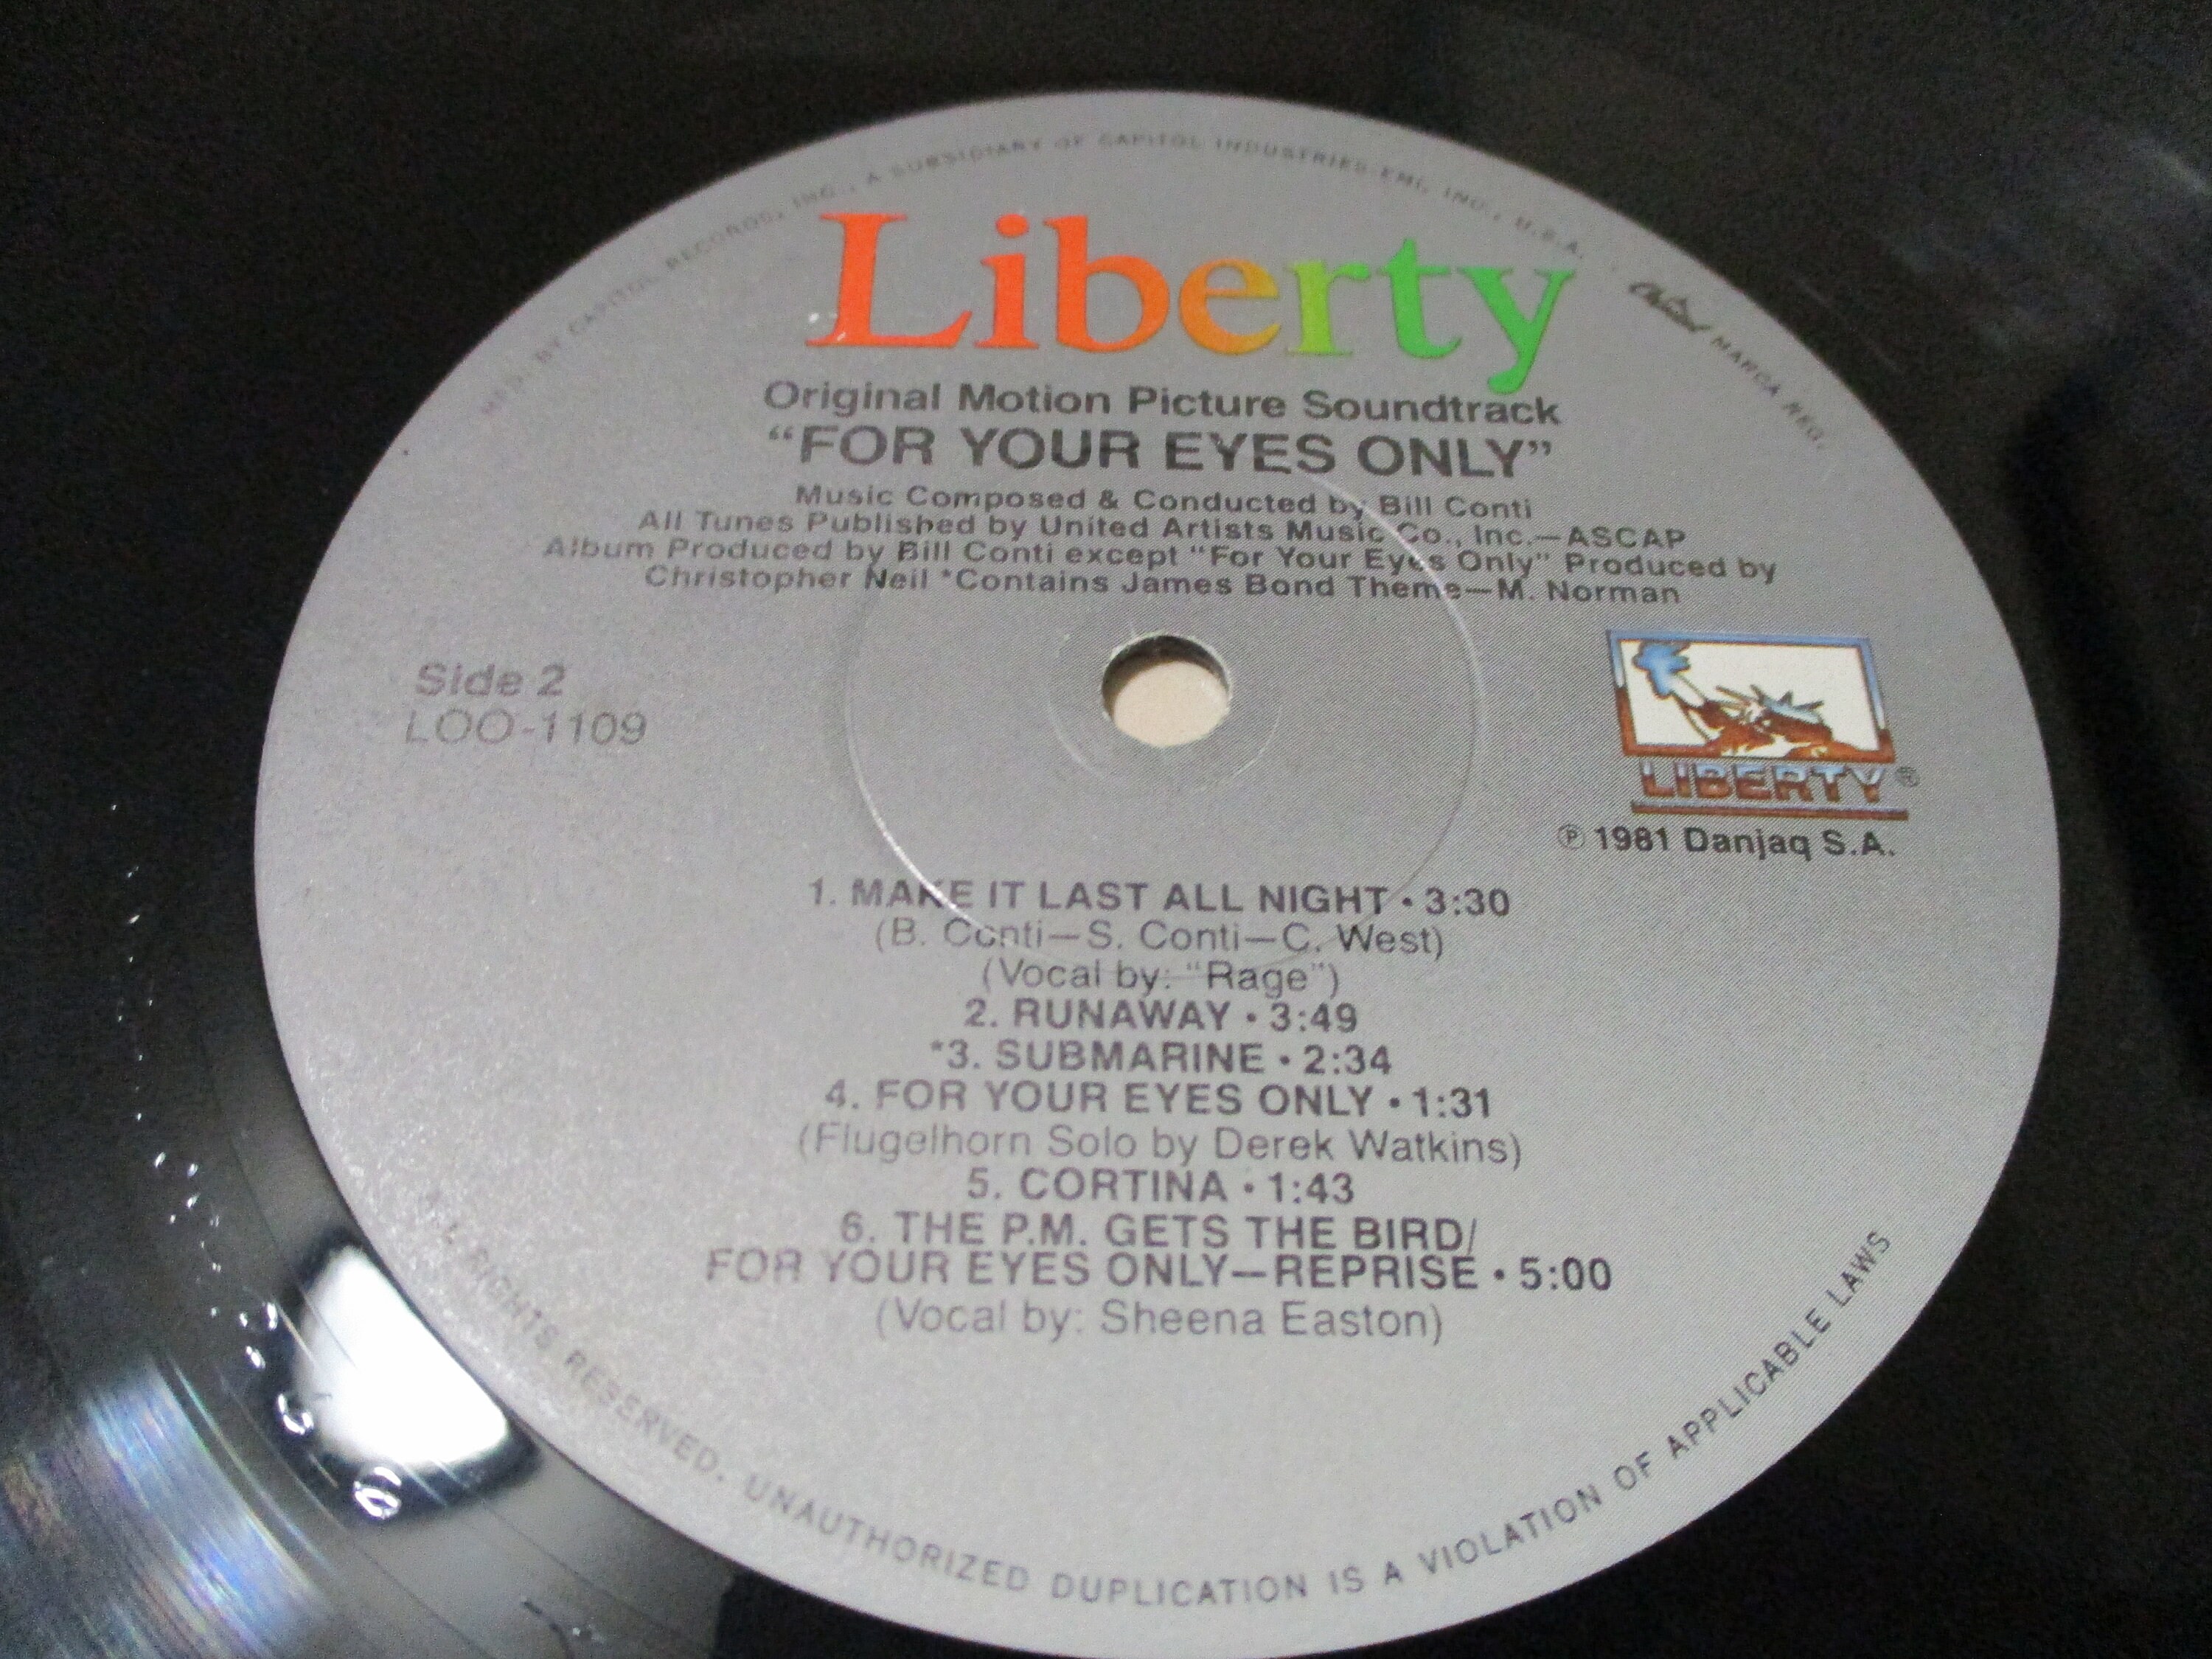 MFD. BY CAPITOL RECORDS, INC., A SUBSIDIARY OF CAPITOL INDUSTRIES-EMI, INC., U.S.A. · Capitol MARCA REG.
Liberty
Original Motion Picture Soundtrack
“FOR YOUR EYES ONLY”
Music Composed & Conducted by Bill Conti
All Tunes Published by United Artists Music Co., Inc.—ASCAP
Album Produced by Bill Conti except “For Your Eyes Only” Produced by
Christopher Neil *Contains James Bond Theme—M. Norman
Side 2
LOO-1109
LIBERTY®
℗ 1981 Danjaq S.A.
1. MAKE IT LAST ALL NIGHT • 3:30
(B. Conti—S. Conti—C. West)
(Vocal by: “Rage”)
2. RUNAWAY • 3:49
*3. SUBMARINE • 2:34
4. FOR YOUR EYES ONLY • 1:31
(Flugelhorn Solo by Derek Watkins)
5. CORTINA • 1:43
6. THE P.M. GETS THE BIRD/
FOR YOUR EYES ONLY—REPRISE • 5:00
(Vocal by: Sheena Easton)
ALL RIGHTS RESERVED. UNAUTHORIZED DUPLICATION IS A VIOLATION OF APPLICABLE LAWS